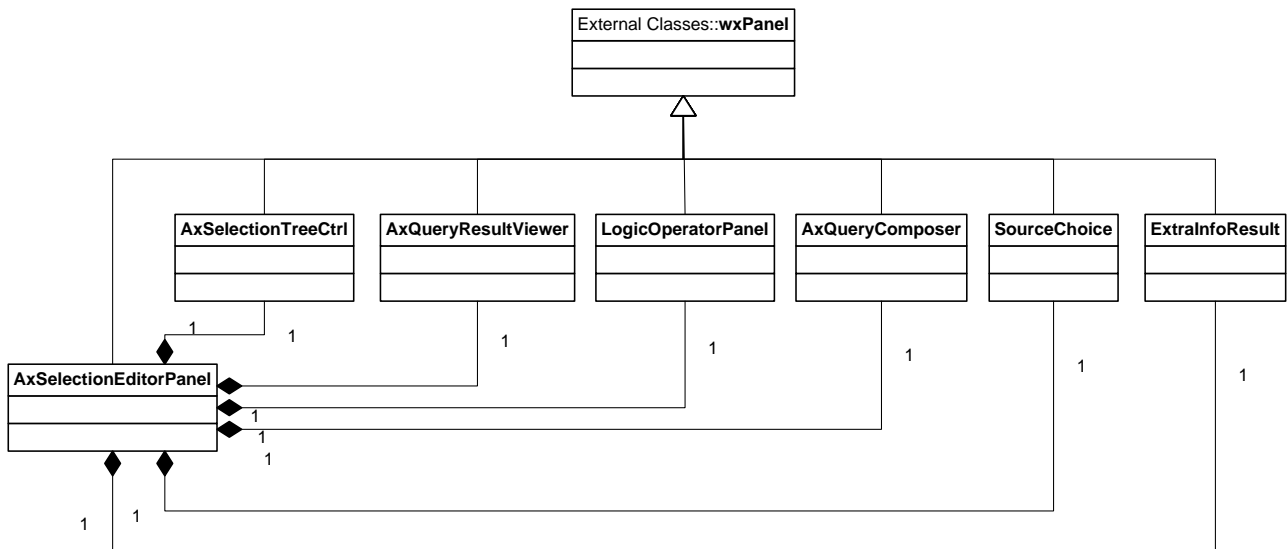 External Classes::wxPanel
AxSelectionTreeCtrl
AxQueryResultViewer
LogicOperatorPanel
AxQueryComposer
SourceChoice
ExtraInfoResult
1
1
1
1
1
1
1
AxSelectionEditorPanel
1
1
1
1
1